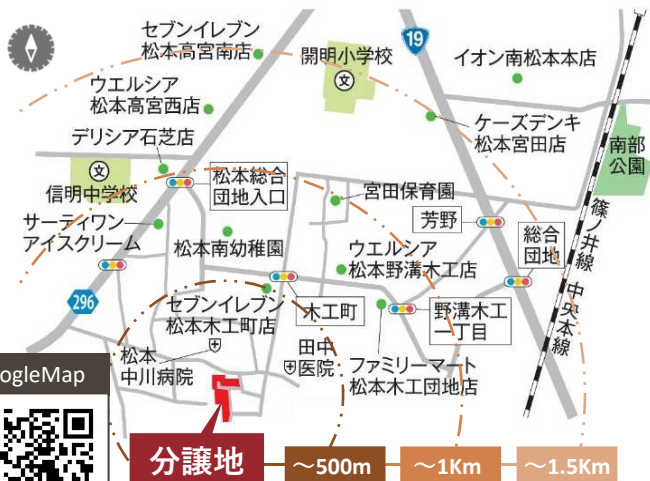 セブンイレブン
松本高宮南店
開明小学校
文
19
イオン南松本本店
ウエルシア
松本高宮西店
ケーズデンキ
松本宮田店
デリシア石芝店
南部
公園
文
信明中学校
松本総合
団地入口
宮田保育園
芳野
篠ノ井線 中央本線
サーティワン
アイスクリーム
松本南幼稚園
総合
団地
ウエルシア
松本野溝木工店
296
セブンイレブン
松本木工町店
木工町
野溝木工
一丁目
松本
中川病院
田中
医院
ファミリーマート
松本木工団地店
ogleMap
分譲地
～500m
～1Km
～1.5Km